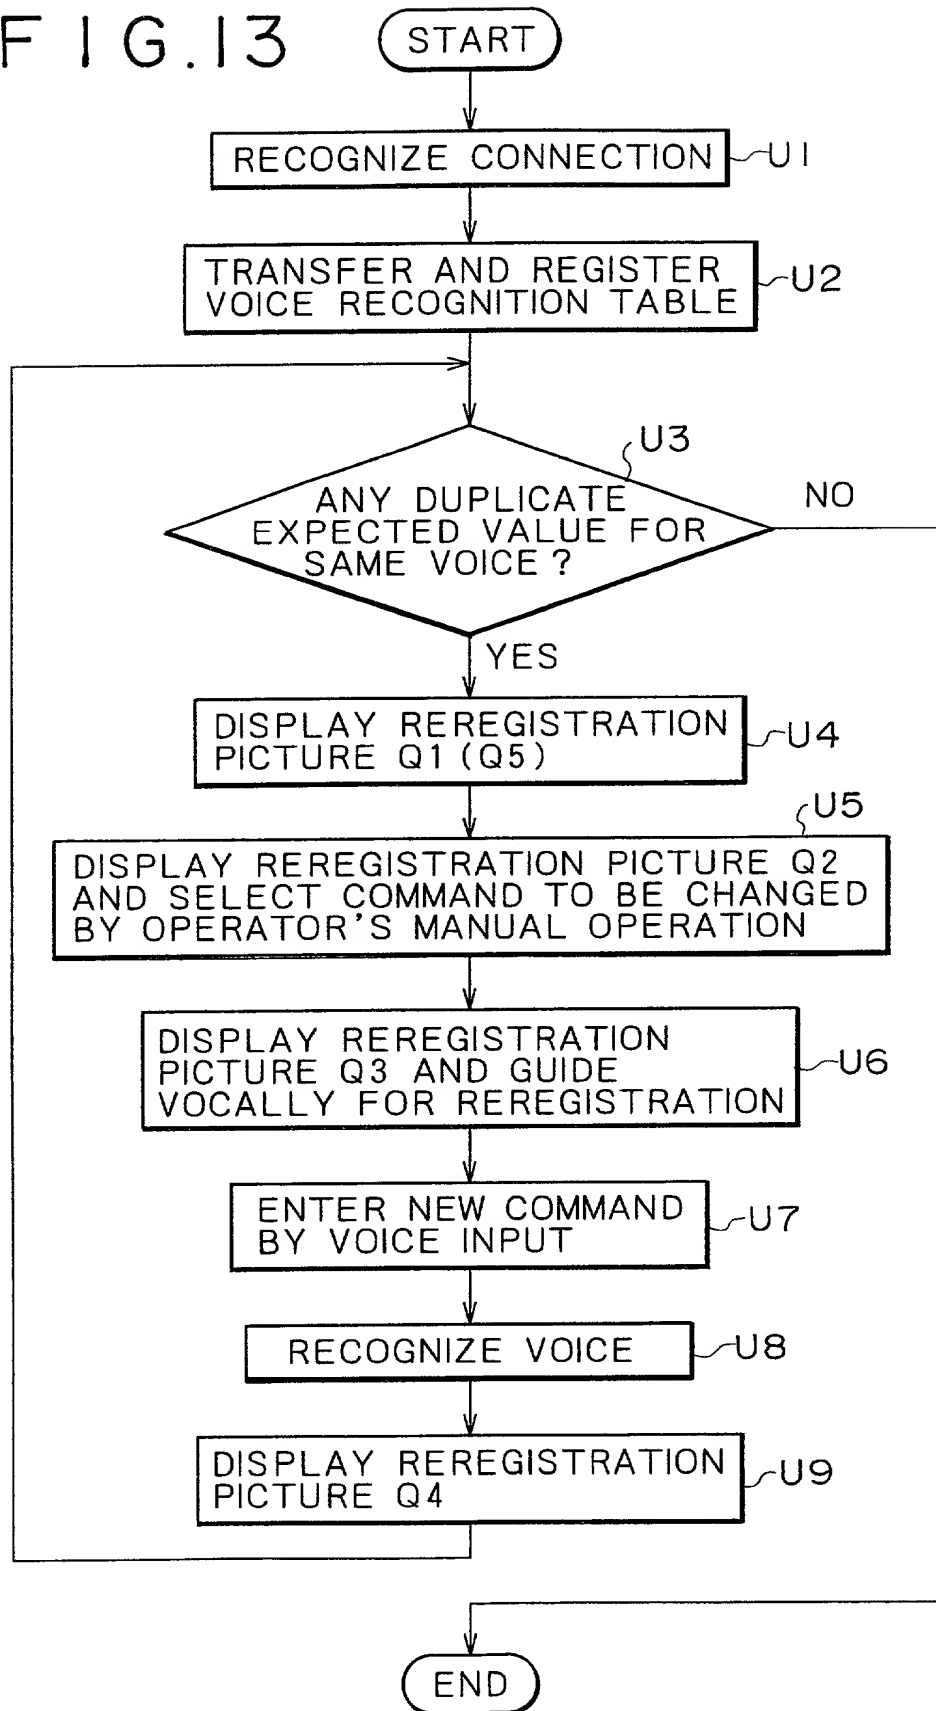 FIG.13
START
RECOGNIZE CONNECTION
U1
TRANSFER AND REGISTER
VOICE RECOGNITION TABLE
U2
U3
ANY DUPLICATE
EXPECTED VALUE FOR
SAME VOICE?
NO
YES
DISPLAY REREGISTRATION
PICTURE Q1 (Q5)
U4
U5
DISPLAY REREGISTRATION PICTURE Q2
AND SELECT COMMAND TO BE CHANGED
BY OPERATOR'S MANUAL OPERATION
DISPLAY REREGISTRATION
PICTURE Q3 AND GUIDE
VOCALLY FOR REREGISTRATION
U6
ENTER NEW COMMAND
BY VOICE INPUT
U7
RECOGNIZE VOICE
U8
DISPLAY REREGISTRATION
PICTURE Q4
U9
END